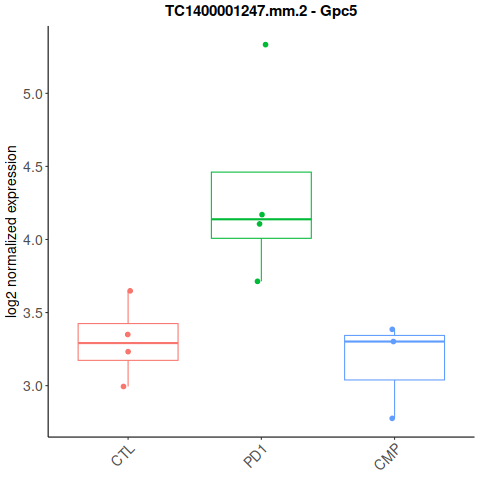 TC1400001247.mm.2 - Gpc5
log2 normalized expression
5.0
4.5
4.0
3.5
3.0
CTL
PD1
CMP